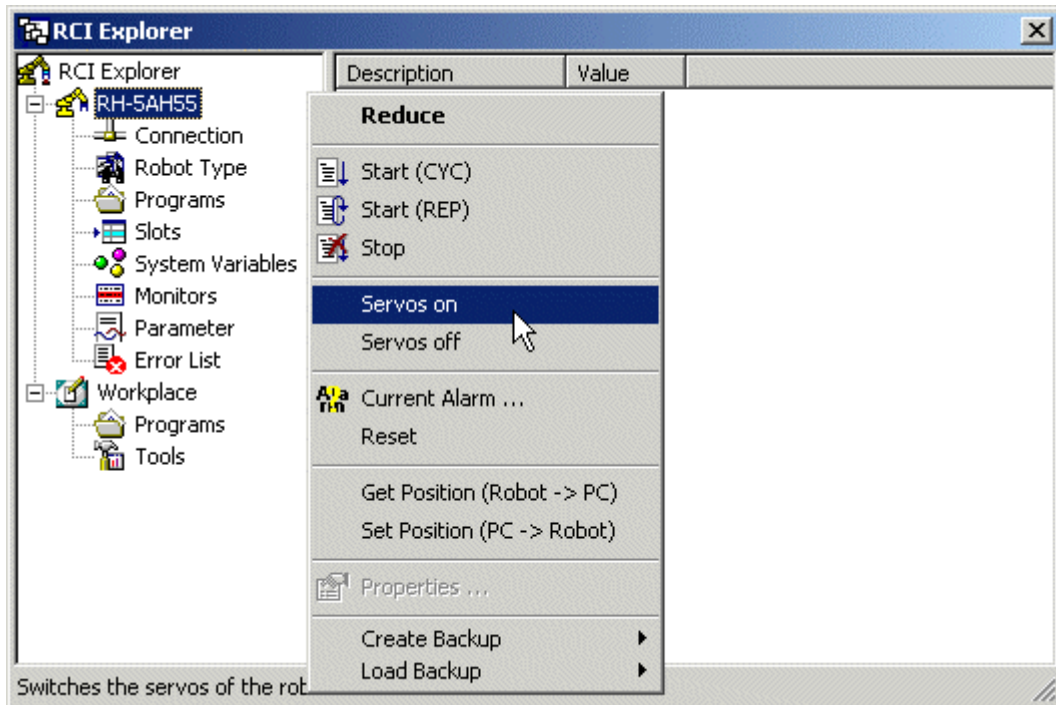 RCI Explorer
RCI Explorer
Description Value
RH-5AH55
Connection
Robot Type
Programs
Slots
System Variables
Monitors
Parameter
Error List
Workplace
Programs
Tools
Reduce
Start (CYC)
Start (REP)
Stop
Servos on
Servos off
Current Alarm ...
Reset
Get Position (Robot -> PC)
Set Position (PC -> Robot)
Properties ...
Create Backup
Load Backup
Switches the servos of the